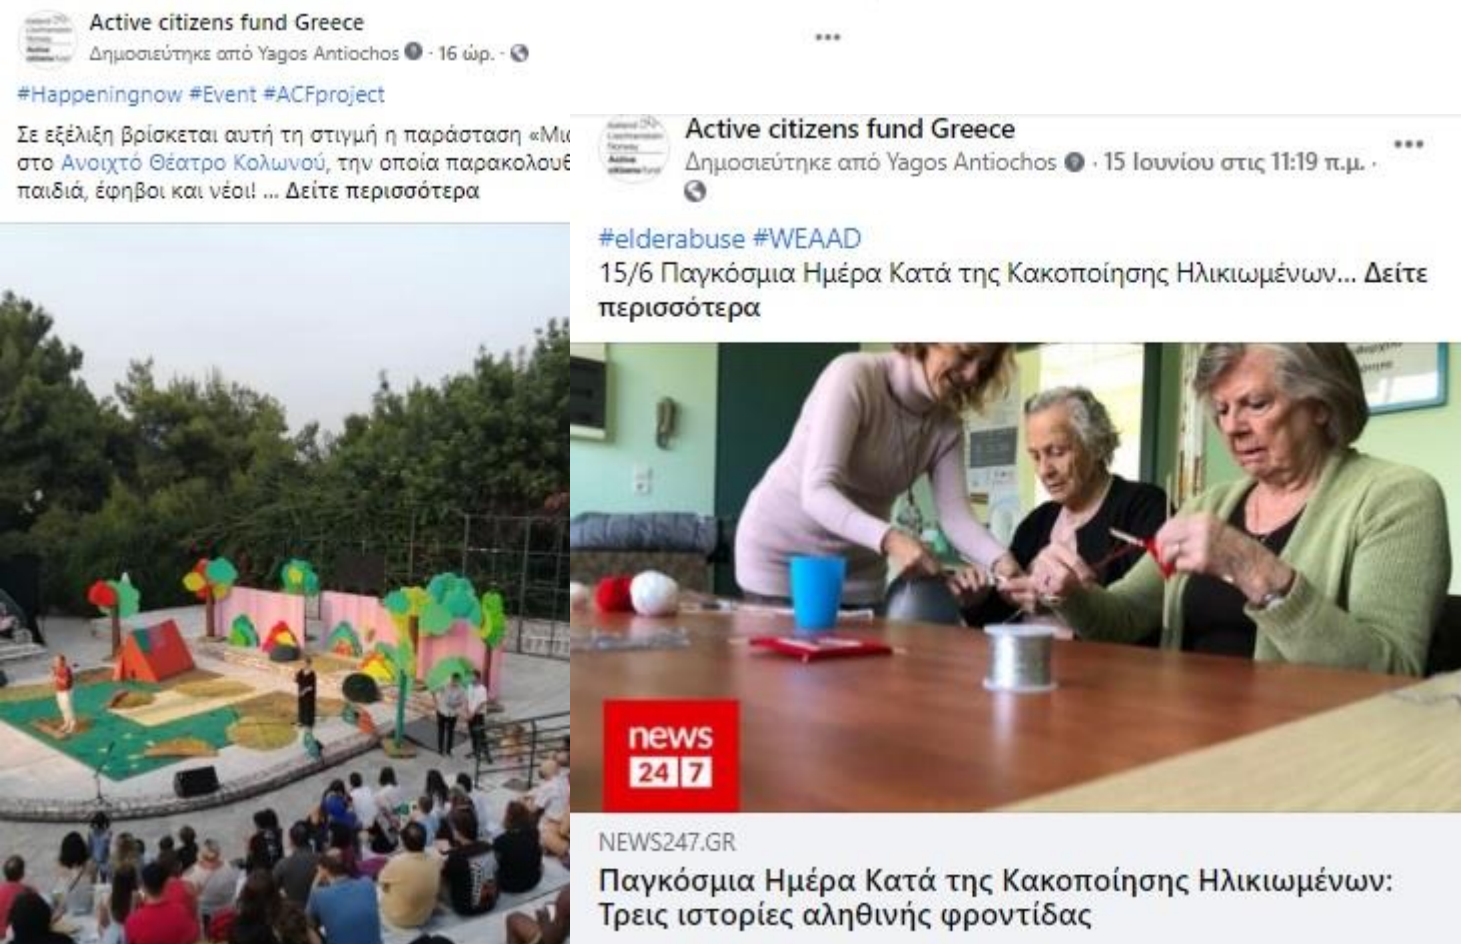 Active citizens fund Greece
Δημοσιεύτηκε από Yagos Antiochos · 16 ώρ. ·
#Happeningnow #Event #ACFproject
Σε εξέλιξη βρίσκεται αυτή τη στιγμή η παράσταση «Μια
στο Ανοιχτό Θέατρο Κολωνού, την οποία παρακολουθ
παιδιά, έφηβοι και νέοι! ... Δείτε περισσότερα
Active citizens fund Greece
Δημοσιεύτηκε από Yagos Antiochos · 15 Ιουνίου στις 11:19 π.μ. ·
#elderabuse #WEAAD
15/6 Παγκόσμια Ημέρα Κατά της Κακοποίησης Ηλικιωμένων... Δείτε
περισσότερα
news
24 7
NEWS247.GR
Παγκόσμια Ημέρα Κατά της Κακοποίησης Ηλικιωμένων:
Τρεις ιστορίες αληθινής φροντίδας